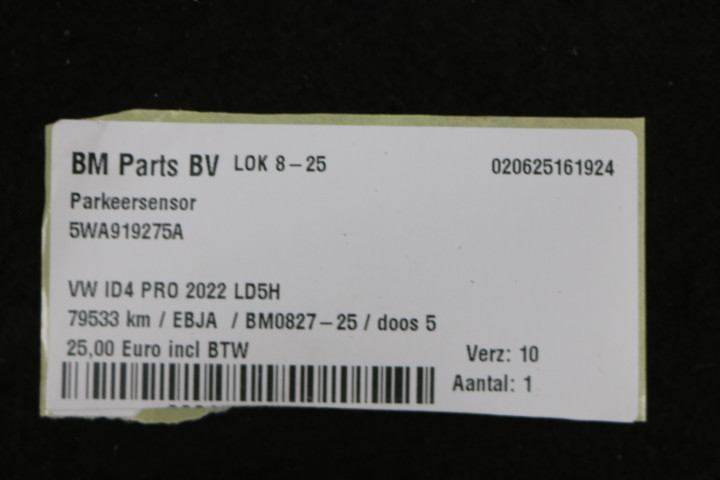 BM Parts BV LOK 8-25 020625161924
Parkeersensor
5WA919275A
VW ID4 PRO 2022 LD5H
79533 km / EBJA / BM0827-25 / doos 5
25,00 Euro incl BTW Verz: 10
Aantal: 1